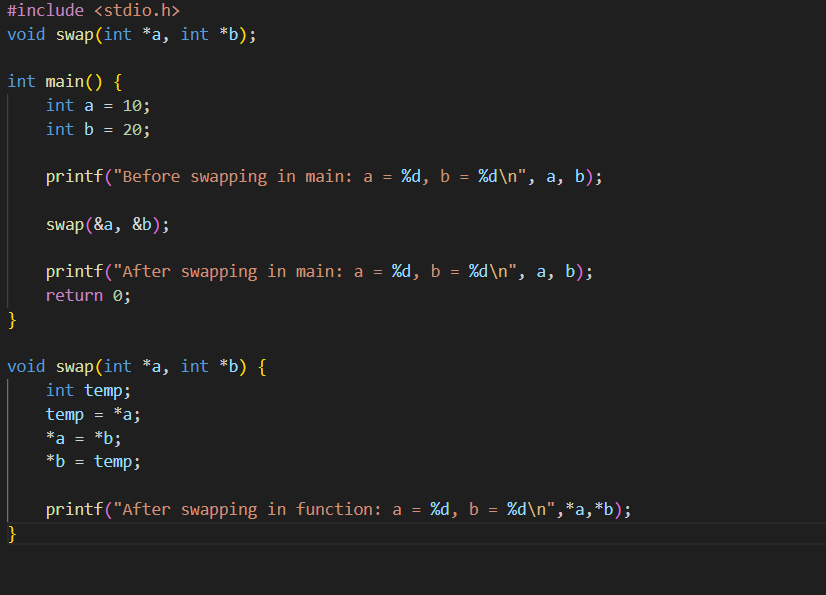 #include <stdio.h>
void swap(int *a, int *b);
int main() {
int a = 10;
int b = 20;
printf("Before swapping in main: a = %d, b = %d\n", a, b);
swap(&a, &b);
printf("After swapping in main: a = %d, b = %d\n", a, b);
return 0;
}
void swap(int *a, int *b) {
int temp;
temp = *a;
*a = *b;
*b = temp;
printf("After swapping in function: a = %d, b = %d\n",*a,*b);
}